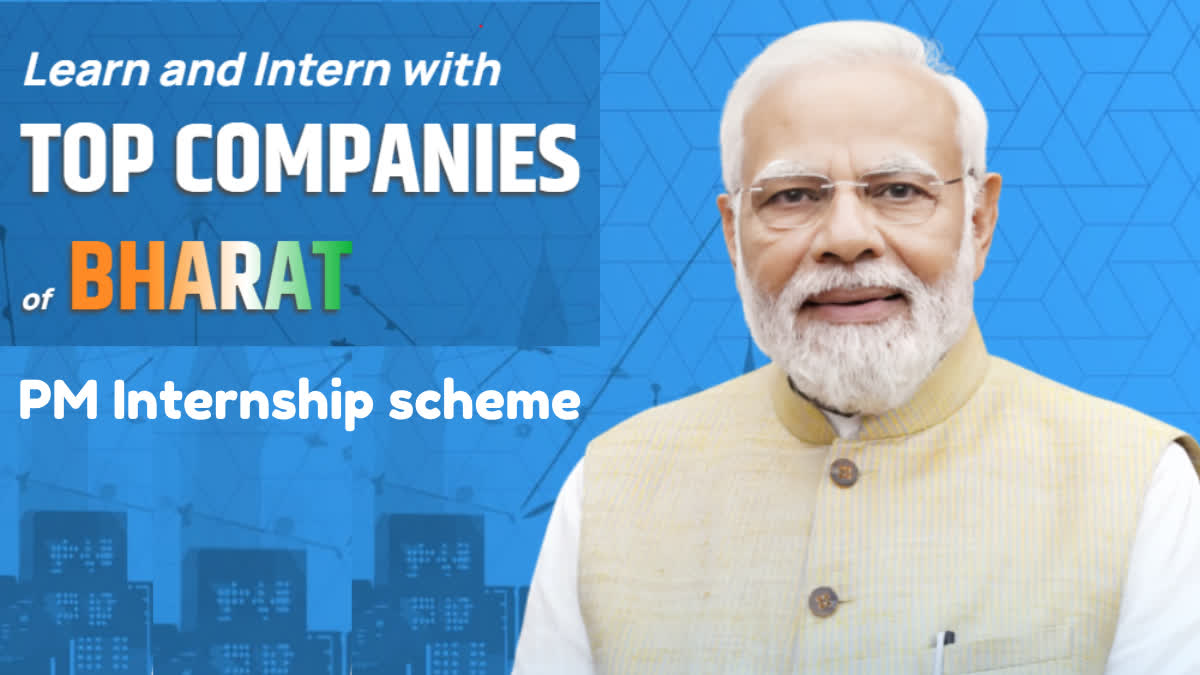 Learn and Intern with
TOP COMPANIES
of BHARAT
PM Internship scheme